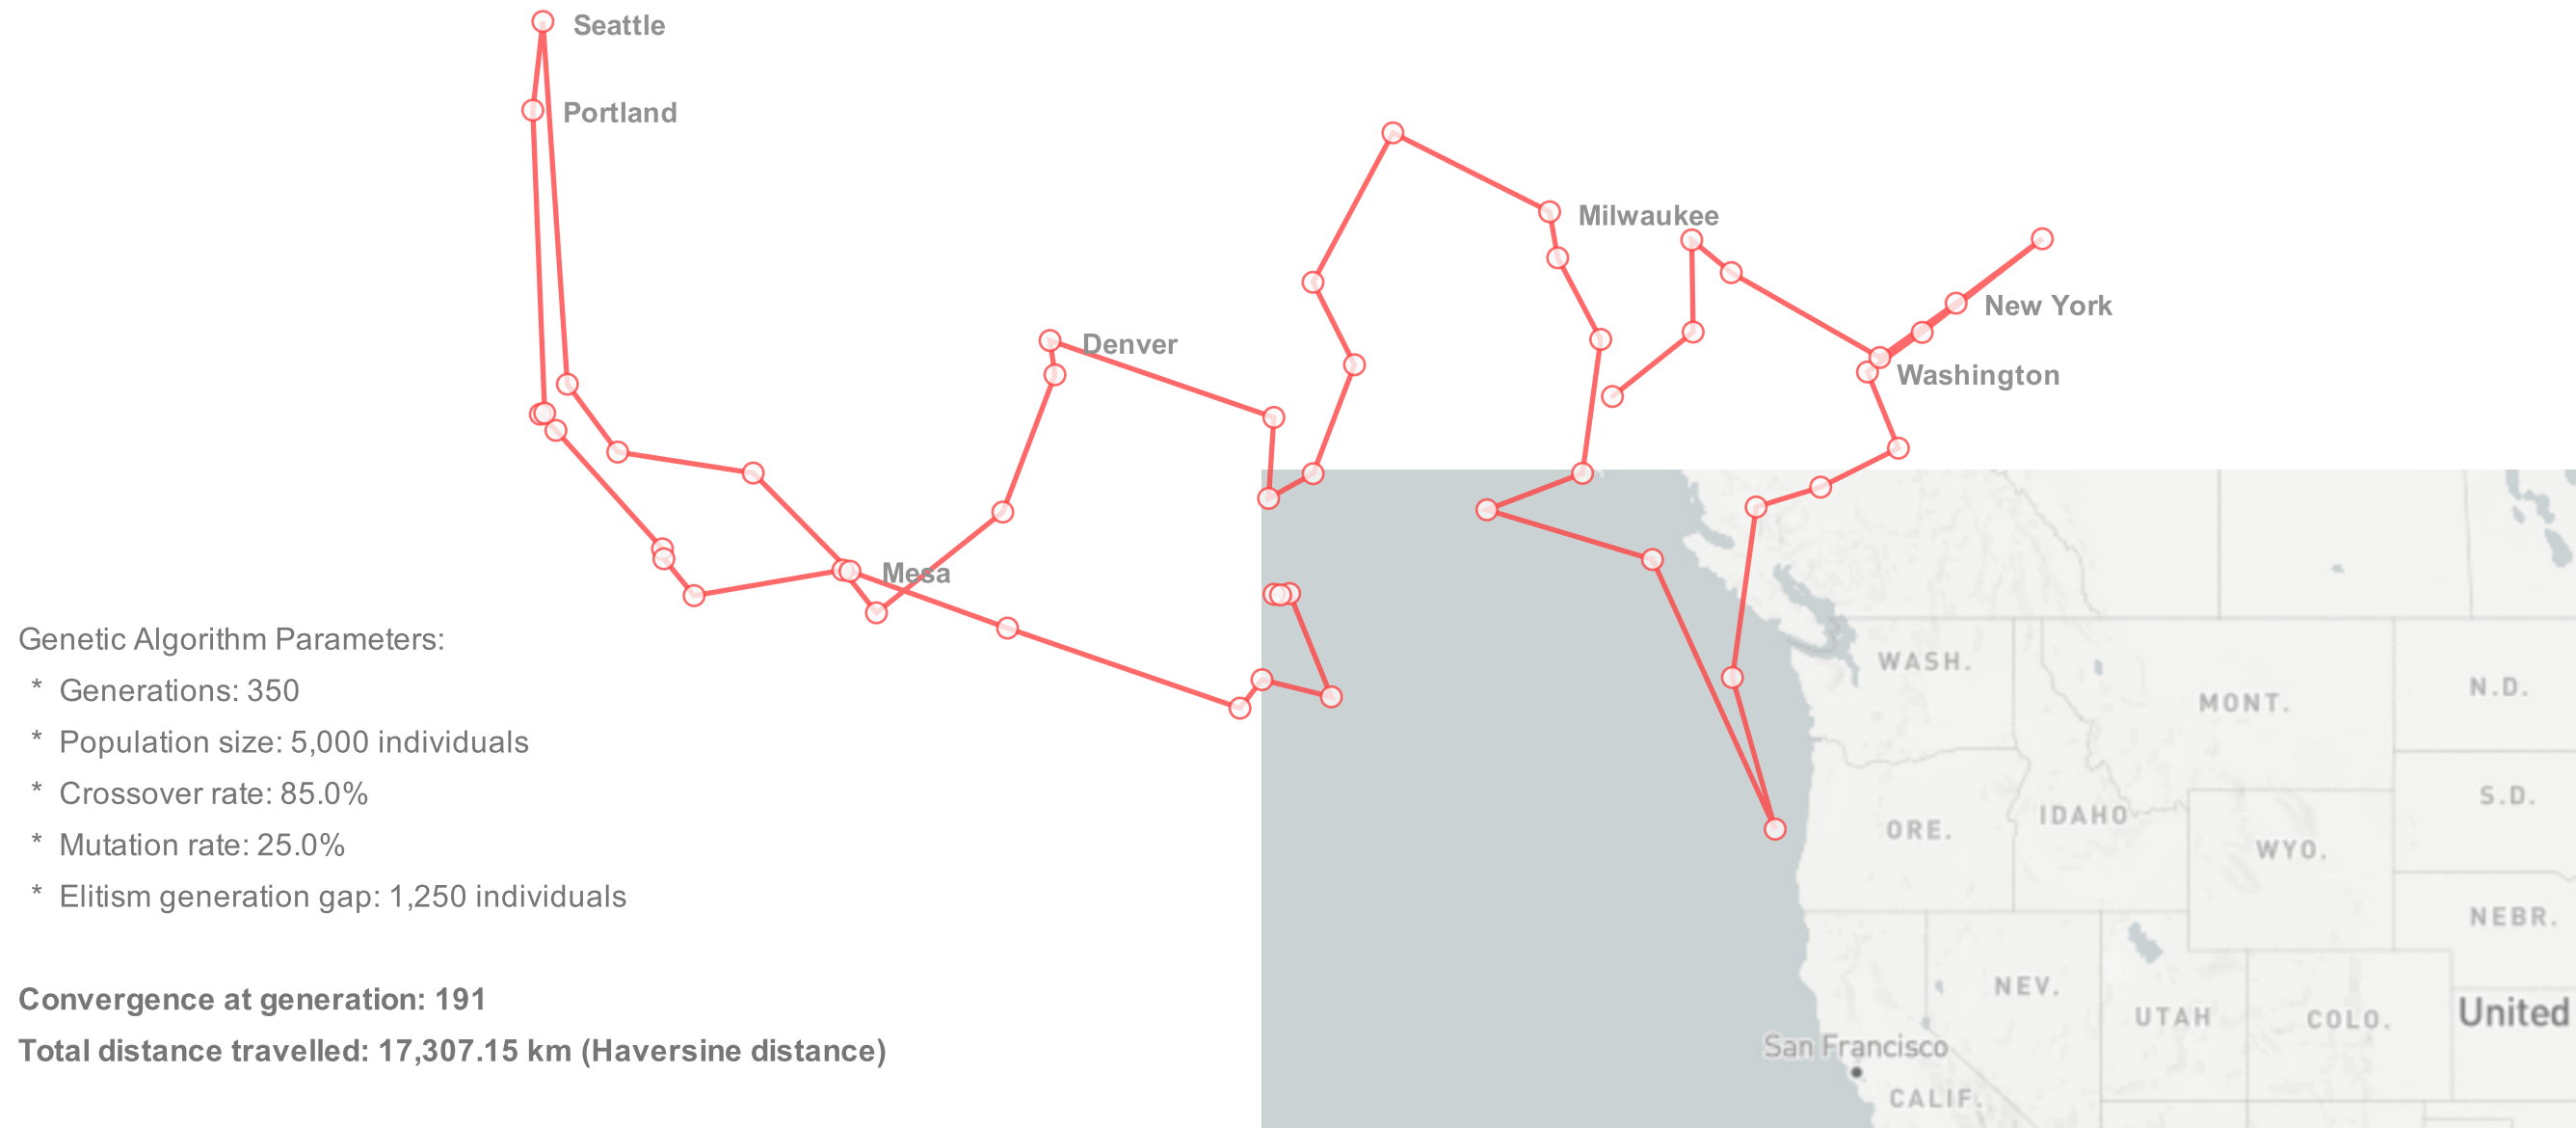 Seattle
Portland
Milwaukee
New York
Denver
Washington
Mesa
Genetic Algorithm Parameters:
* Generations: 350
* Population size: 5,000 individuals
* Crossover rate: 85.0%
* Mutation rate: 25.0%
* Elitism generation gap: 1,250 individuals
Convergence at generation: 191
Total distance travelled: 17,307.15 km (Haversine distance)
WASH.
MONT.
N.D.
ORE.
IDAHO
S.D.
WYO.
NEBR.
NEV.
UTAH
COLO.
United
San Francisco
CALIF.